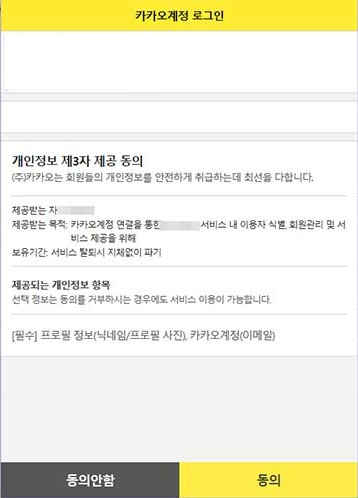 카카오계정 로그인
개인정보 제3자 제공 동의
(주)카카오는 회원들의 개인정보를 안전하게 취급하는데 최선을 다합니다.
제공받는 자
제공받는 목적: 카카오계정 연결을 통한 서비스 내 이용자 식별, 회원관리 및 서
비스 제공을 위해
보유기간: 서비스 탈퇴시 지체없이 파기
제공되는 개인정보 항목
선택 정보는 동의를 거부하시는 경우에도 서비스 이용이 가능합니다.
[필수] 프로필 정보(닉네임/프로필 사진), 카카오계정(이메일)
동의안함
동의